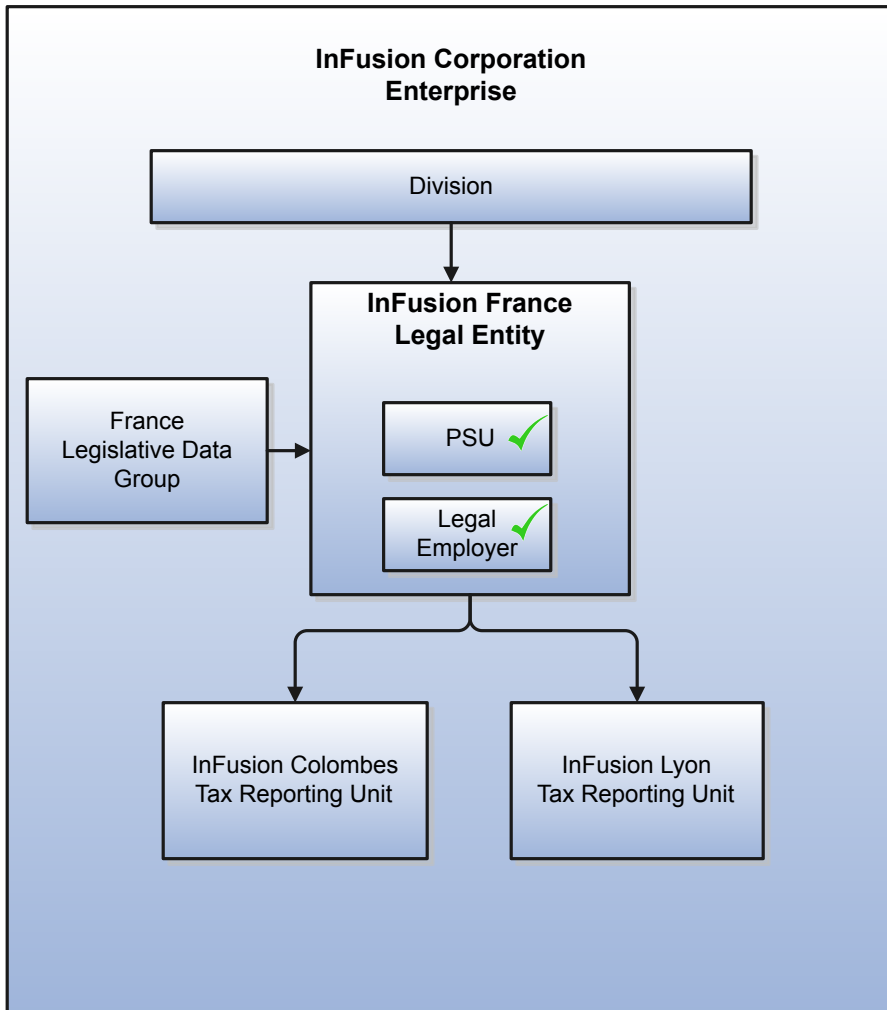 InFusion Corporation
Enterprise
Division
InFusion France
Legal Entity
France
Legislative Data
Group
PSU
Legal
Employer
InFusion Colombes
Tax Reporting Unit
InFusion Lyon
Tax Reporting Unit